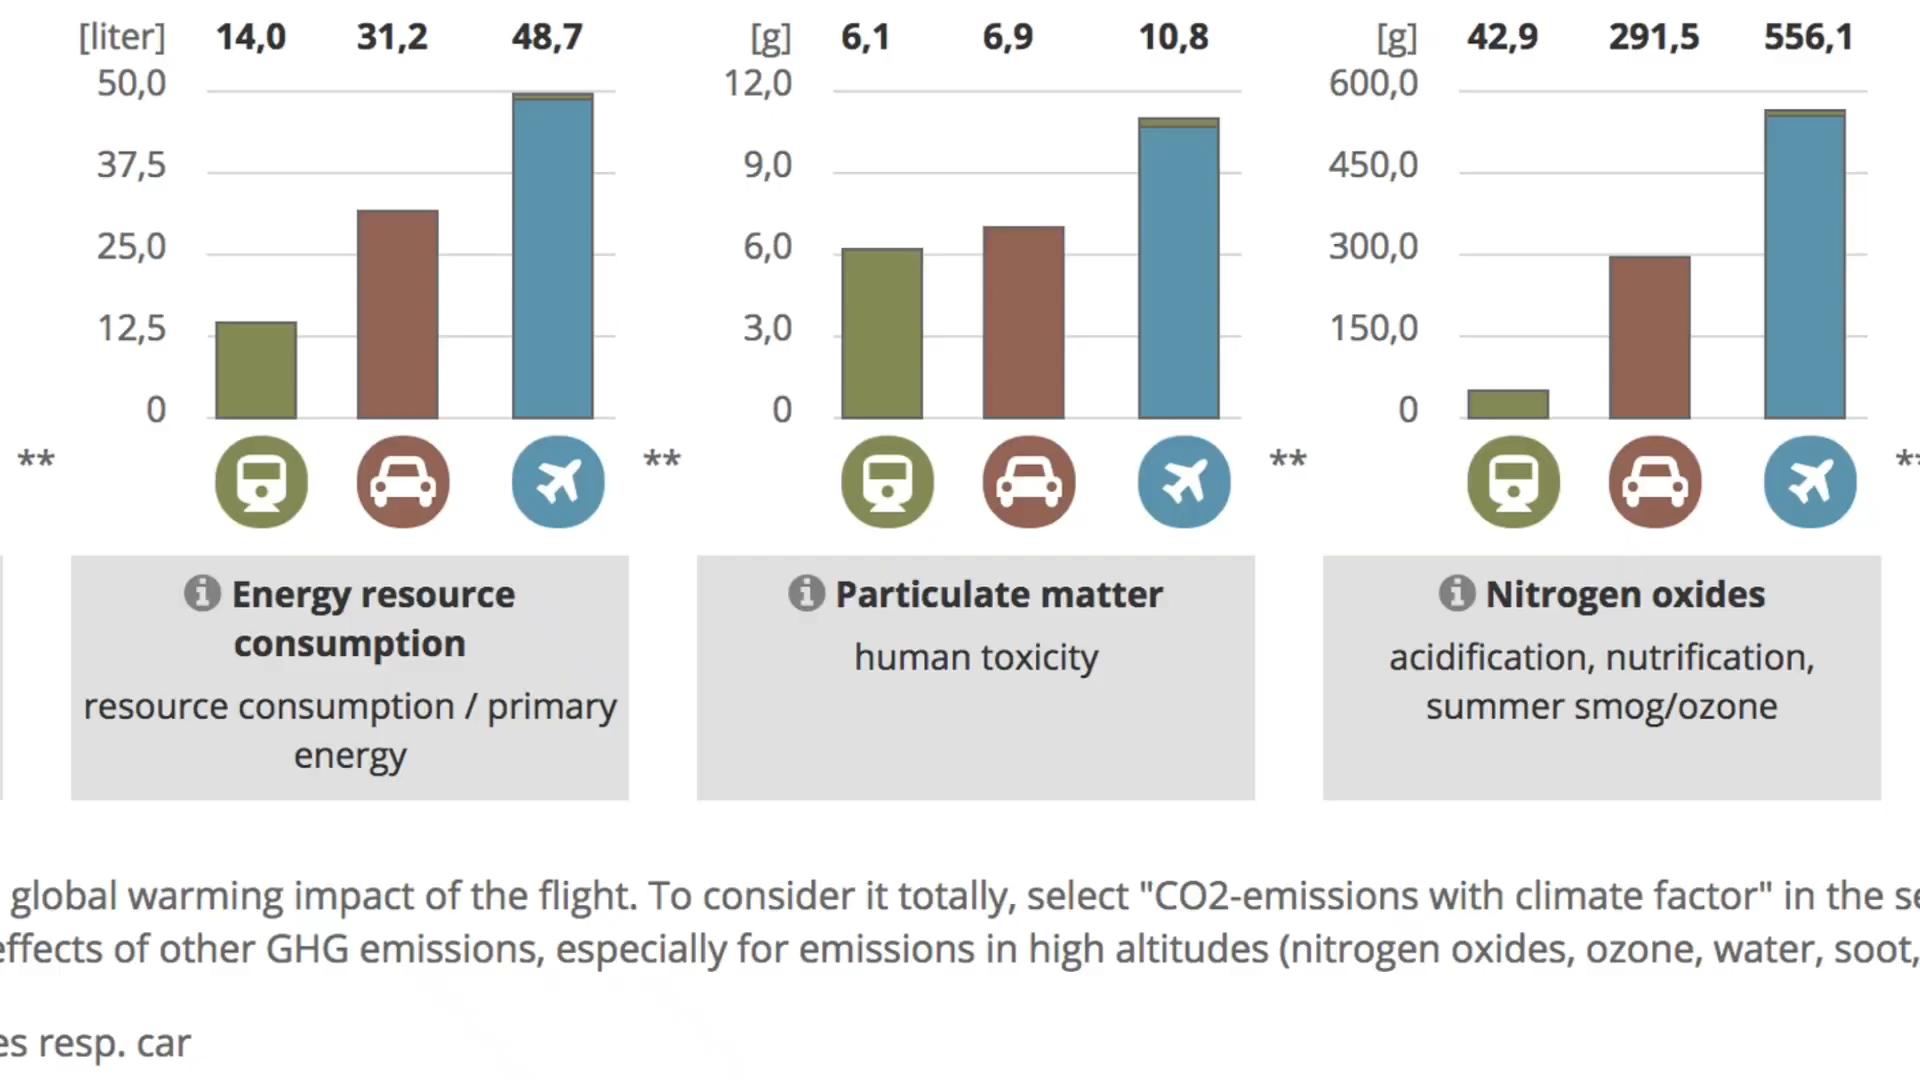 [liter] 14,0 31,2 48,7
50,0
37,5
25,0
12,5
0
**
Energy resource
consumption
resource consumption / primary
energy
[g] 6,1 6,9 10,8
12,0
9,0
6,0
3,0
0
**
Particulate matter
human toxicity
[g] 42,9 291,5 556,1
600,0
450,0
300,0
150,0
0
**
Nitrogen oxides
acidification, nutrification,
summer smog/ozone
**
global warming impact of the flight. To consider it totally, select "CO2-emissions with climate factor" in the se
effects of other GHG emissions, especially for emissions in high altitudes (nitrogen oxides, ozone, water, soot,
es resp. car